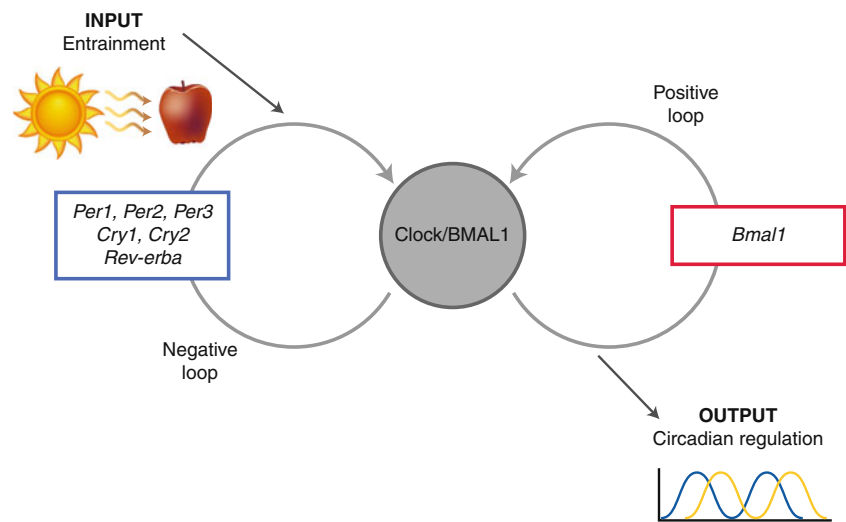 INPUT
Entrainment
Positive
loop
Per1, Per2, Per3
Cry1, Cry2
Rev-erba
Clock/BMAL1
Bmal1
Negative
loop
OUTPUT
Circadian regulation